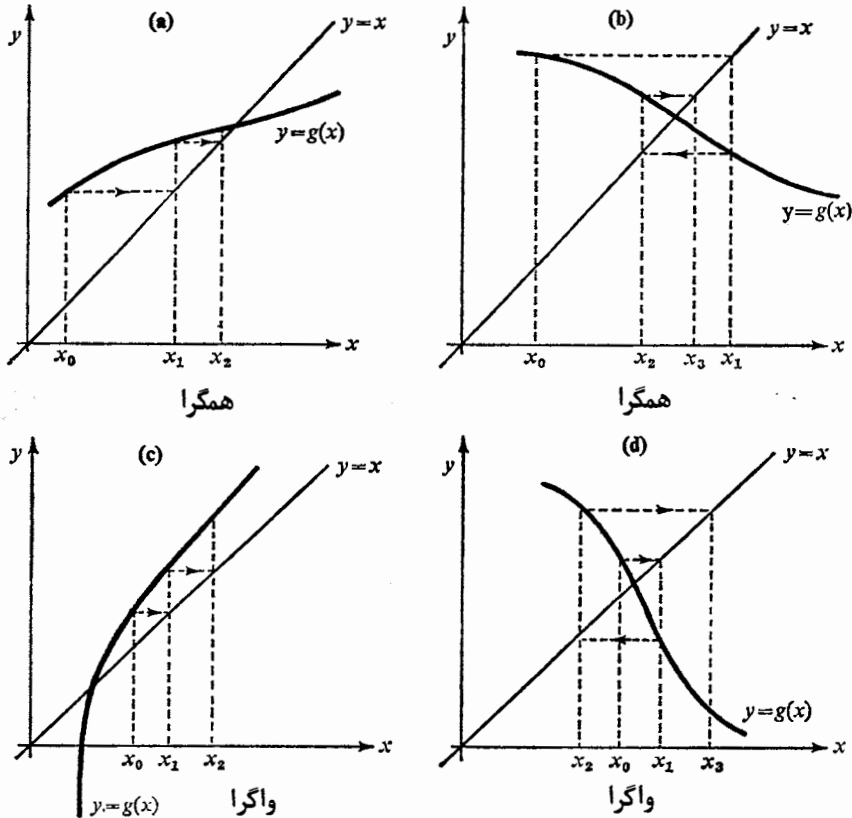 (a)
y
y=x
y=g(x)
x₀ x₁ x₂ x
همگرا
(b)
y
y=x
y=g(x)
x₀ x₂ x₃ x₁ x
همگرا
(c)
y
y=x
x₀ x₁ x₂ x
y=g(x)
واگرا
(d)
y
y=x
y=g(x)
x₂ x₀ x₁ x₃ x
واگرا